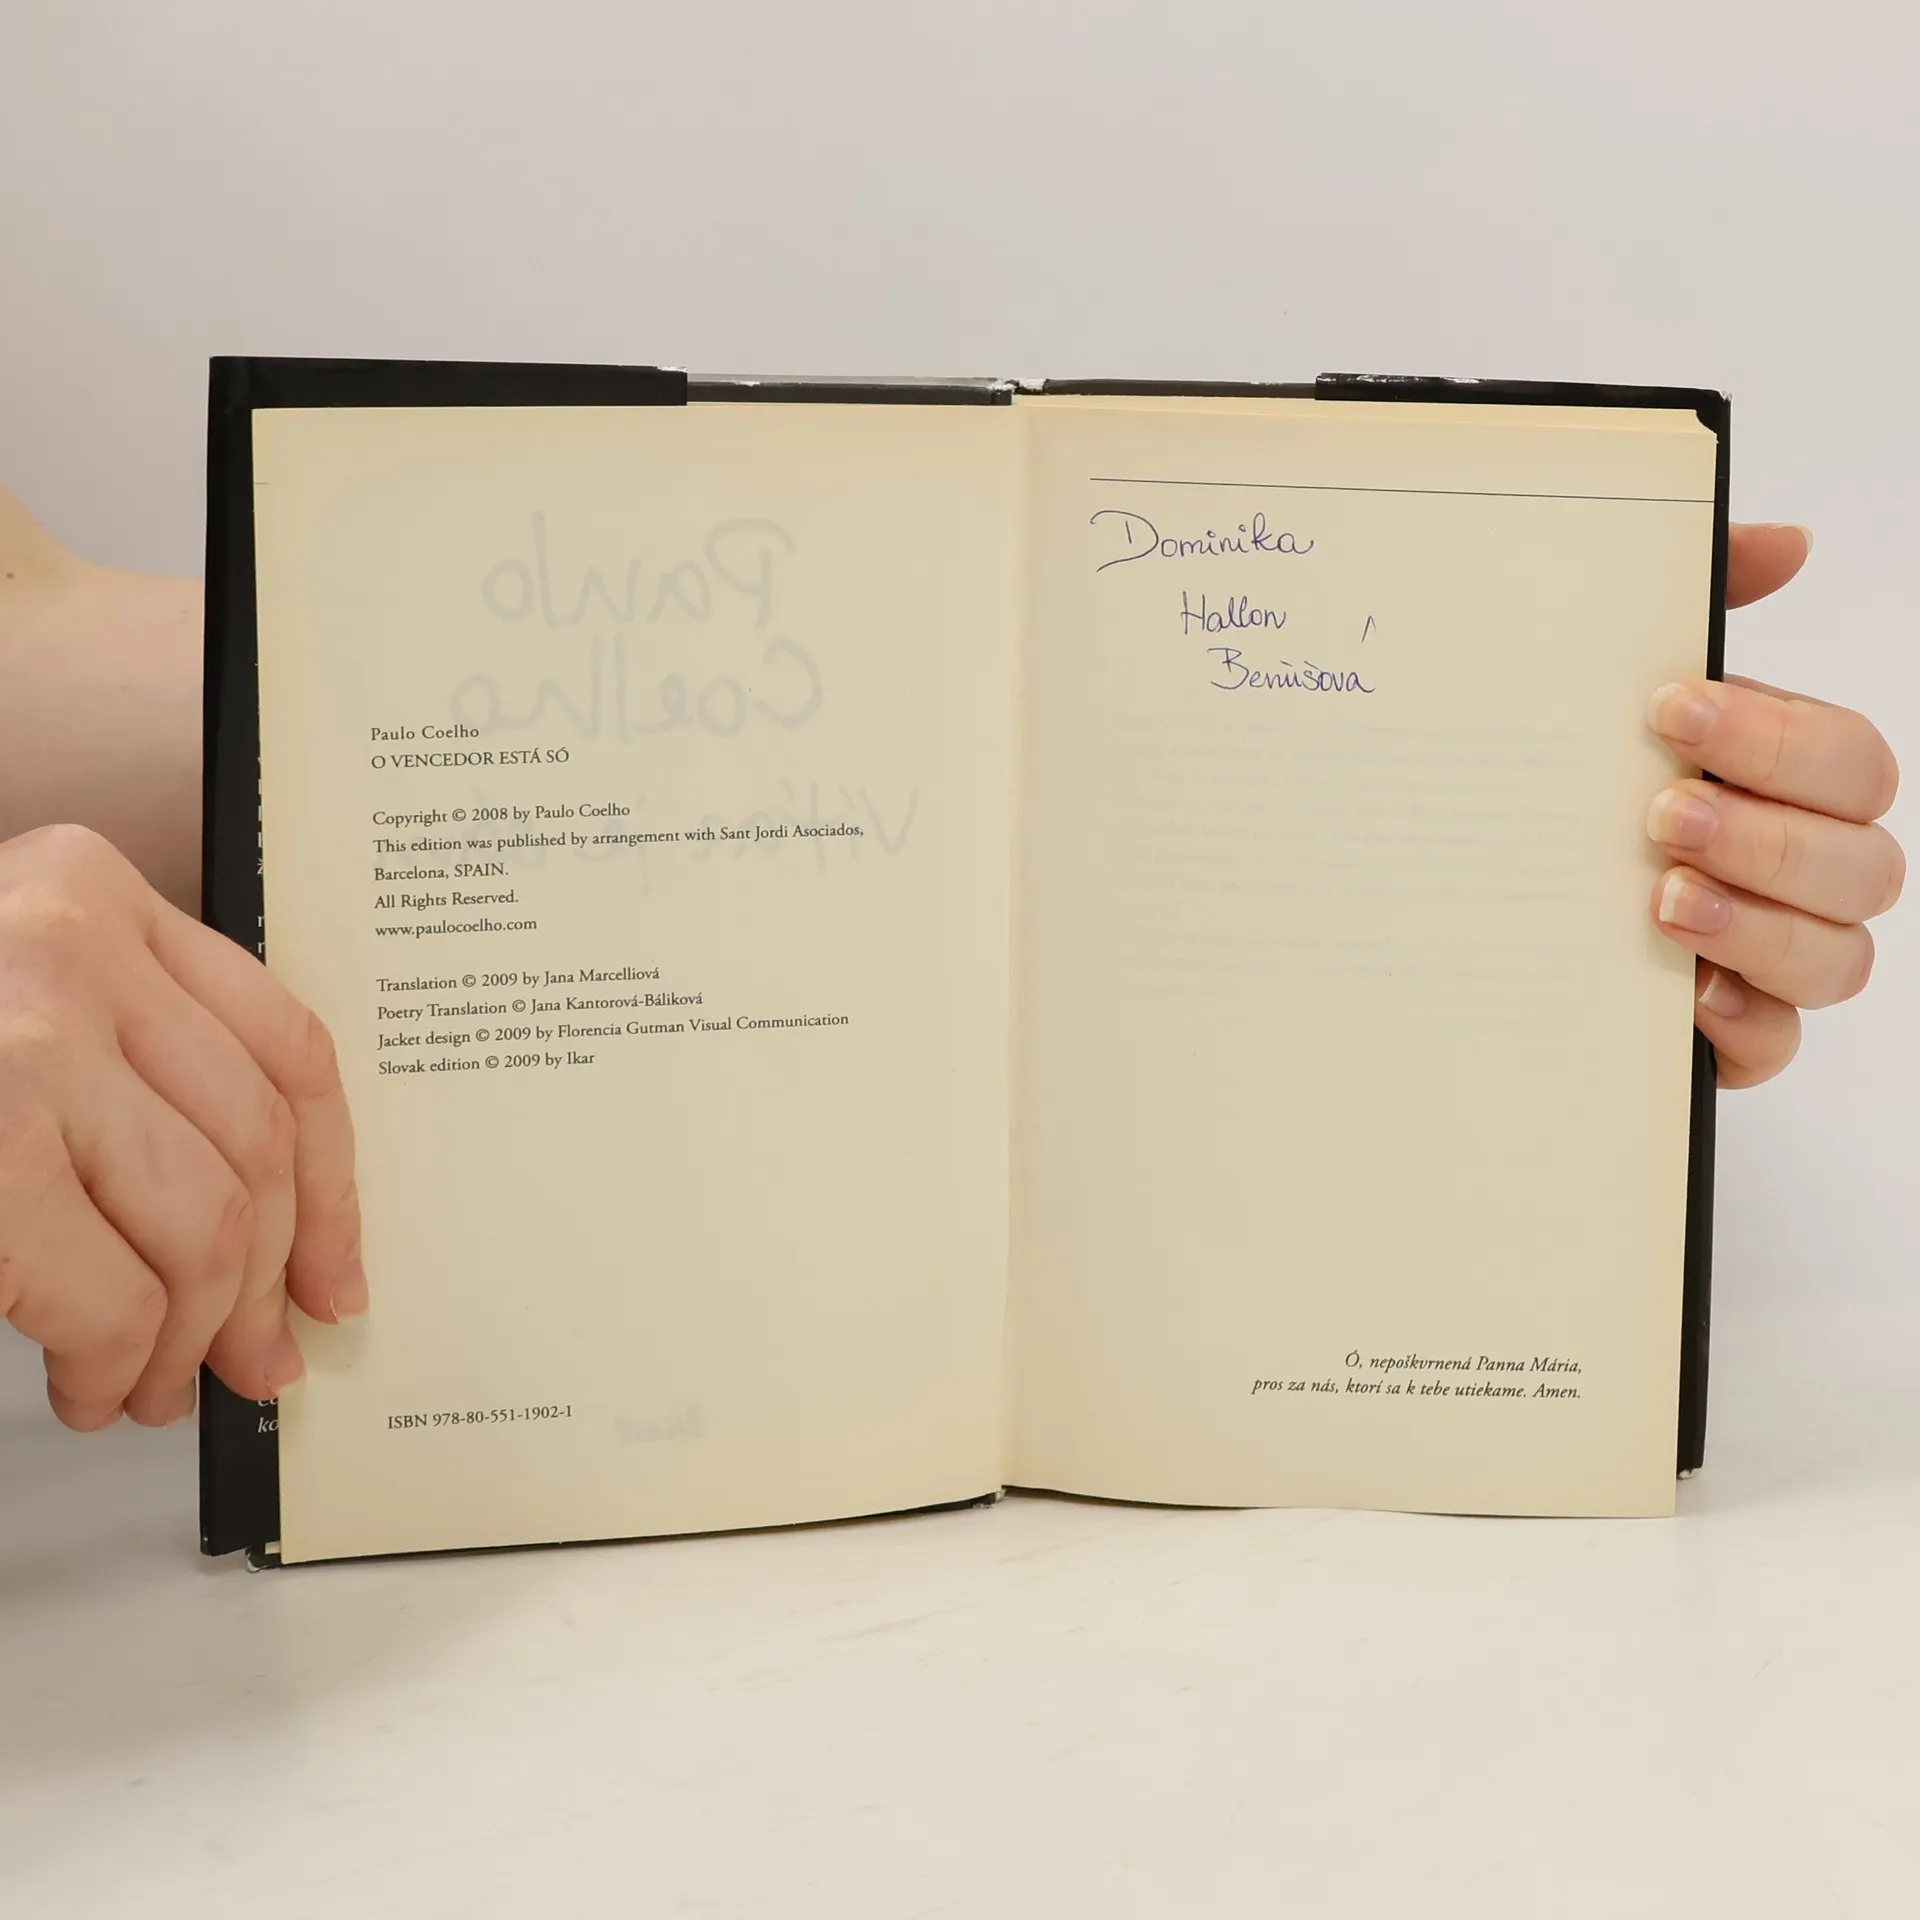 Paulo Coelho
O VENCEDOR ESTÁ SÓ
Copyright © 2008 by Paulo Coelho
This edition was published by arrangement with Sant Jordi Asociados,
Barcelona, SPAIN.
All Rights Reserved.
www.paulocoelho.com
Translation © 2009 by Jana Marcelliová
Poetry Translation © Jana Kantorová-Báliková
Jacket design © 2009 by Florencia Gutman Visual Communication
Slovak edition © 2009 by Ikar
ISBN 978-80-551-1902-1
Dominika
Hallon
Ó, nepoškvrnená Panna Mária,
pros za nás, ktorí sa k tebe utiekame. Amen.